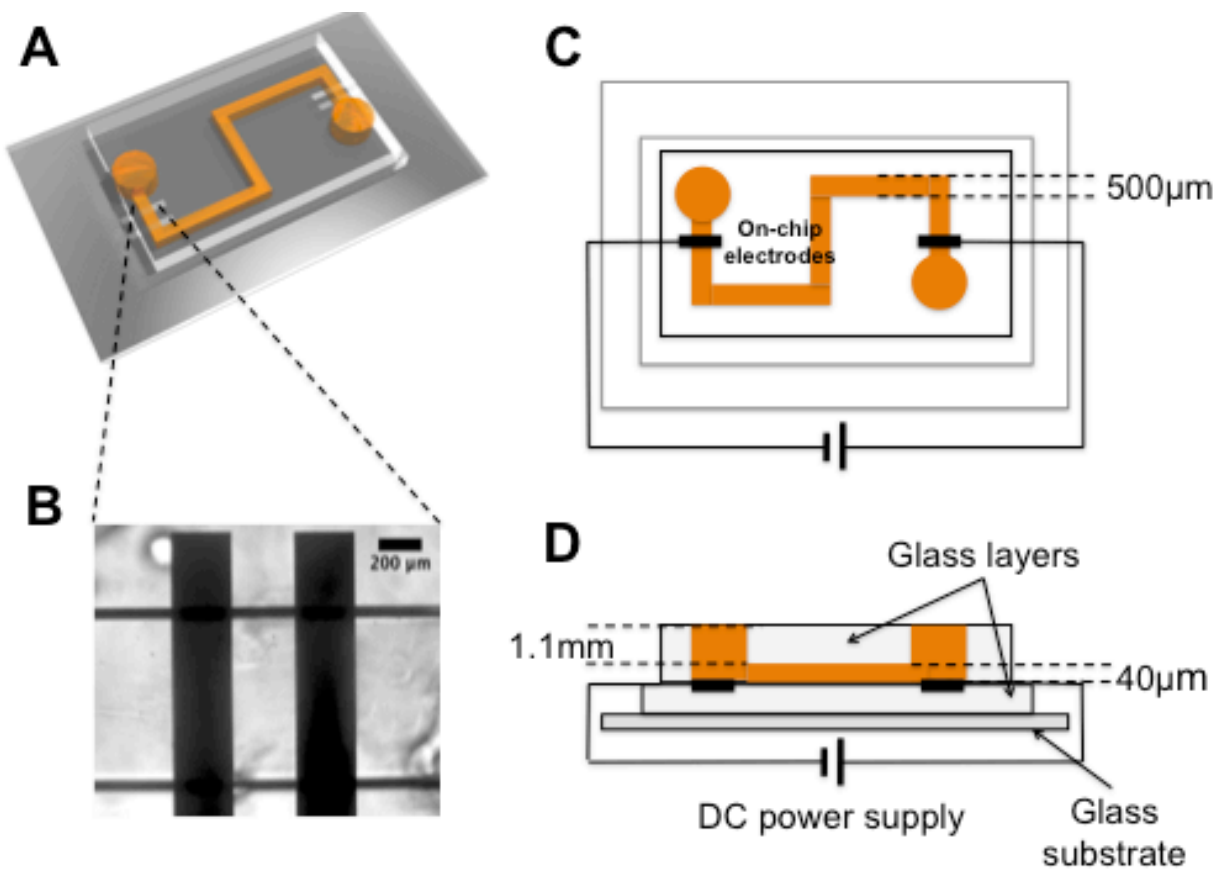 A
C
500µm
On-chip
electrodes
B
200 µm
D
Glass layers
1.1mm
40µm
DC power supply
Glass
substrate